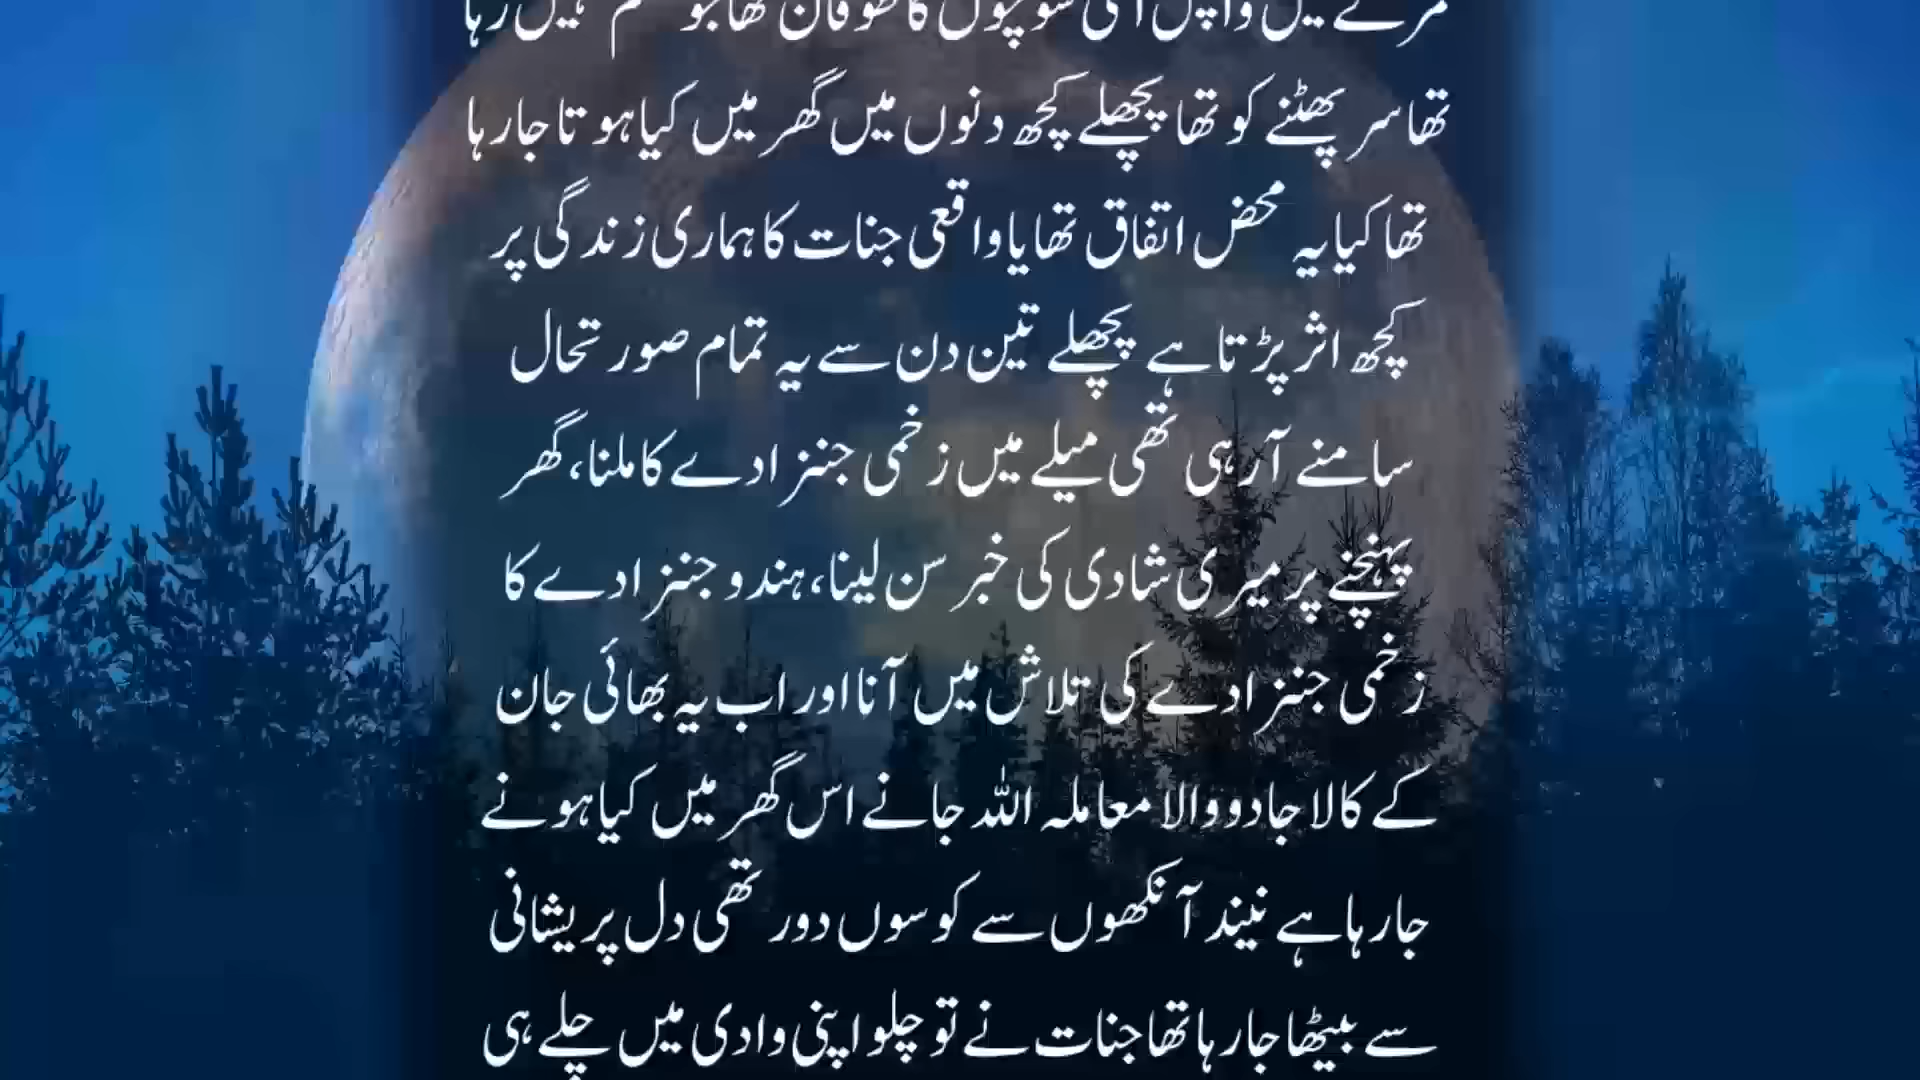 کمرے میں واپس آئی سوچوں کا طوفان تھا جو تھم نہیں رہا
تھا سر پھٹنے کو تھا پچھلے کچھ دنوں میں گھر میں کیا ہوتا جا رہا
تھا کیا یہ محض اتفاق تھا یا واقعی جنات کا ہماری زندگی پر
کچھ اثر پڑتا ہے پچھلے تین دن سے یہ تمام صورتحال
سامنے آرہی تھی میلے میں زخمی جنزادے کا ملنا، گھر
پہنچنے پر میری شادی کی خبر سن لینا، ہندو جنزادے کا
زخمی جنزادے کی تلاش میں آنا اور اب یہ بھائی جان
کے کالا جادو والا معاملہ اللہ جانے اس گھر میں کیا ہونے
جا رہا ہے نیند آنکھوں سے کوسوں دور تھی دل پریشانی
سے بیٹھا جا رہا تھا جنات نے تو چلو اپنی وادی میں چلے ہی